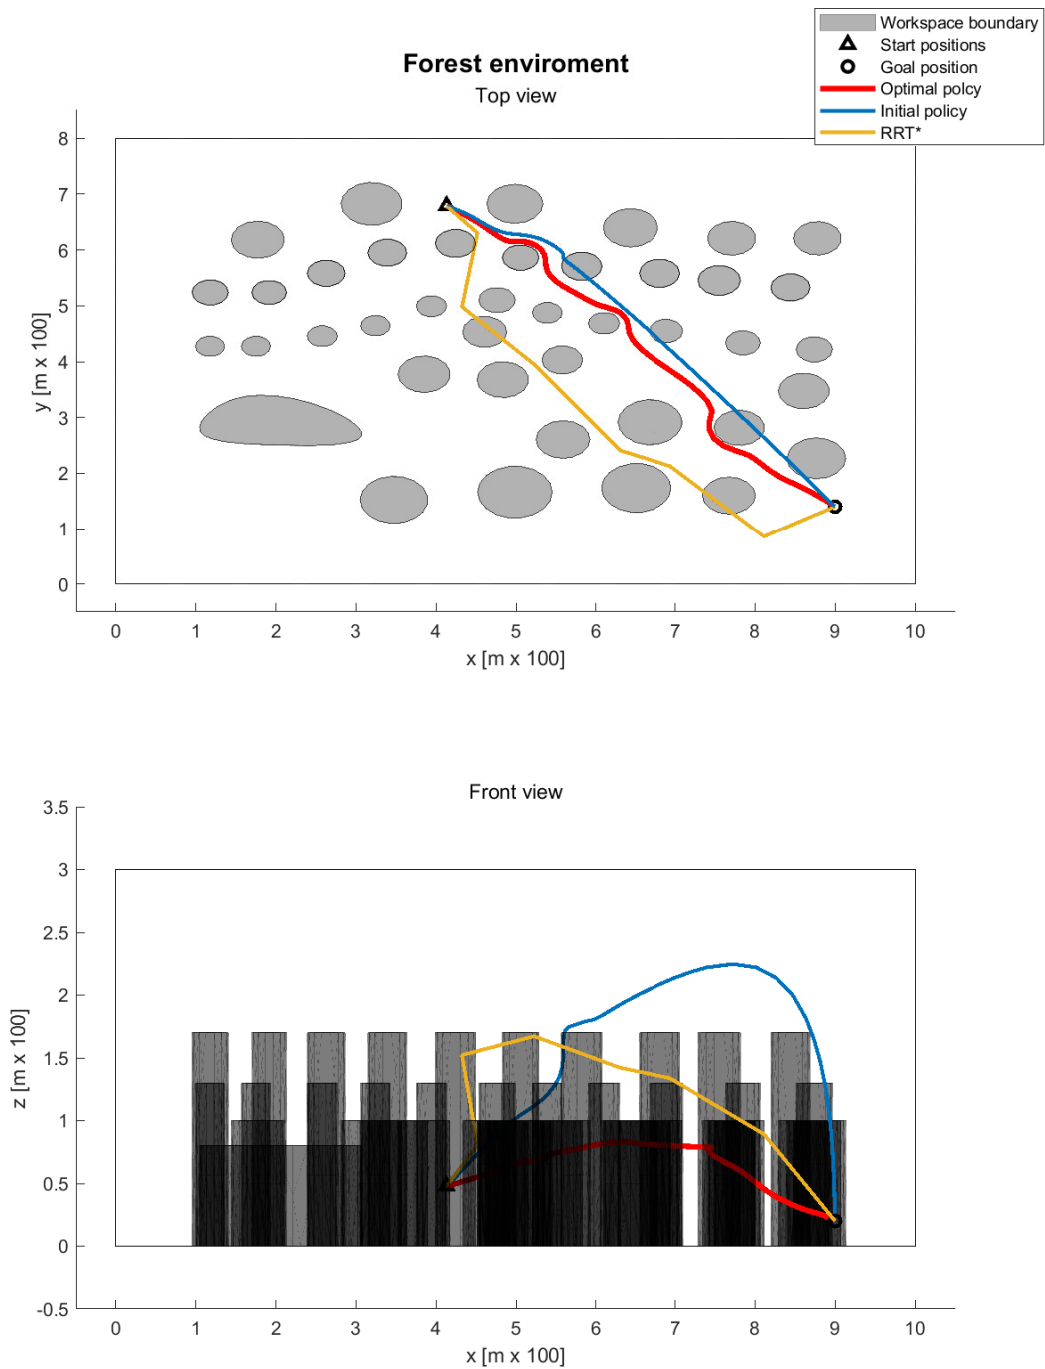 Workspace boundary
Start positions
Goal position
Optimal polcy
Initial policy
RRT*
Forest enviroment
Top view
8
7
6
5
4
3
2
1
0
y [m x 100]
0 1 2 3 4 5 6 7 8 9 10
x [m x 100]
Front view
3.5
3
2.5
2
1.5
1
0.5
0
-0.5
z [m x 100]
0 1 2 3 4 5 6 7 8 9 10
x [m x 100]